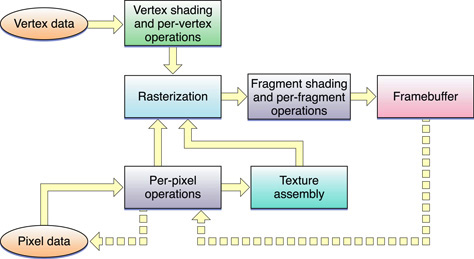 Vertex data
Vertex shading
and per-vertex
operations
Rasterization
Fragment shading
and per-fragment
operations
Framebuffer
Per-pixel
operations
Texture
assembly
Pixel data